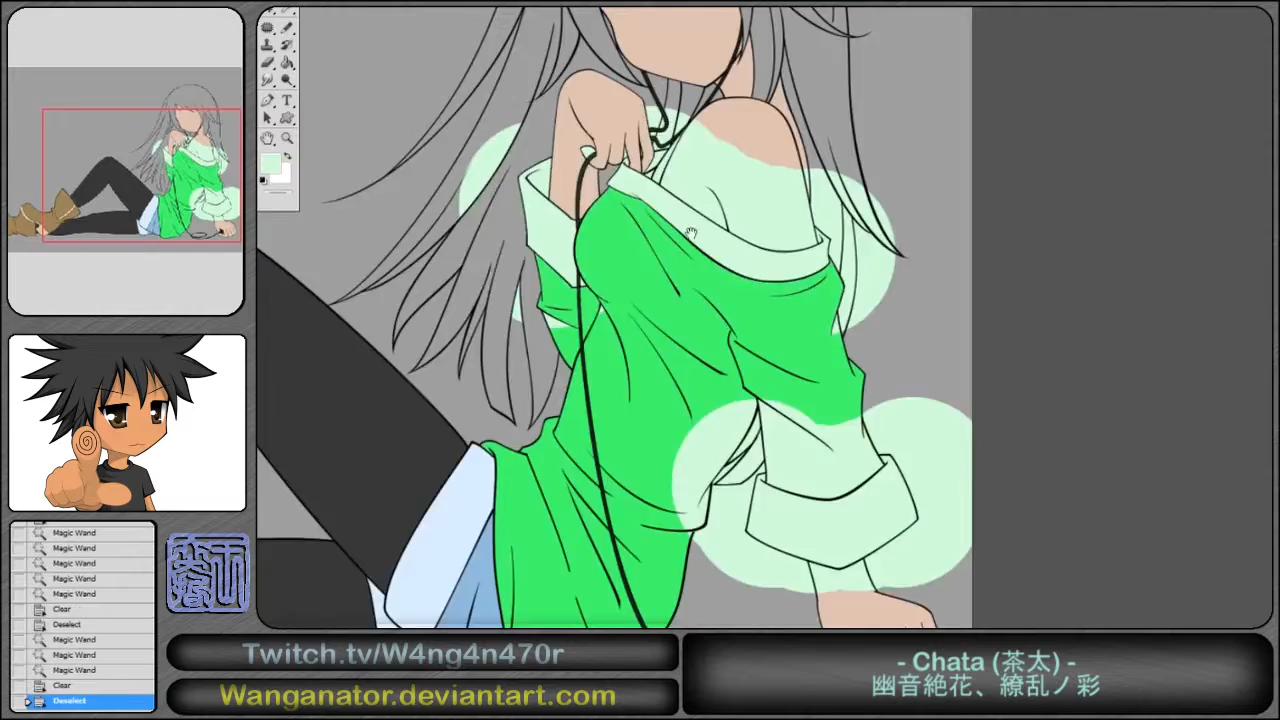 T
Magic Wand
Magic Wand
Magic Wand
Magic Wand
Magic Wand
Clear
Deselect
Magic Wand
Magic Wand
Magic Wand
Clear
Deselect
Twitch.tv/W4ng4n470r
Wanganator.deviantart.com
- Chata (茶太) -
幽音絶花、繚乱ノ彩